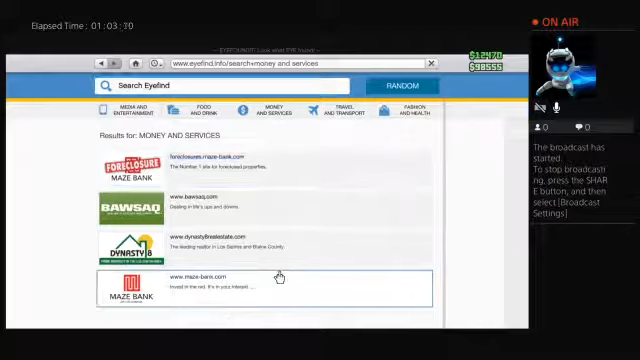 Elapsed Time : 01:03:10
ON AIR
www.eyefind.info/search+money and services
$12470
$98555
Search Eyefind
RANDOM
MEDIA AND ENTERTAINMENT
FOOD AND DRINK
MONEY AND SERVICES
TRAVEL AND TRANSPORT
FASHION AND HEALTH
Results for: MONEY AND SERVICES
FORECLOSURE
MAZE BANK
foreclosures.maze-bank.com
The Number 1 site for foreclosed properties.
BAWSAQ
www.bawsaq.com
Dealing in life's ups and downs.
DYNASTY8
www.dynasty8realestate.com
The leading realtor in Los Santos and Blaine County.
MAZE BANK
www.maze-bank.com
Invest in the red. It's in your interest ...
0
0
The broadcast has
started.
To stop broadcasti
ng, press the SHAR
E button, and then
select [Broadcast
Settings]